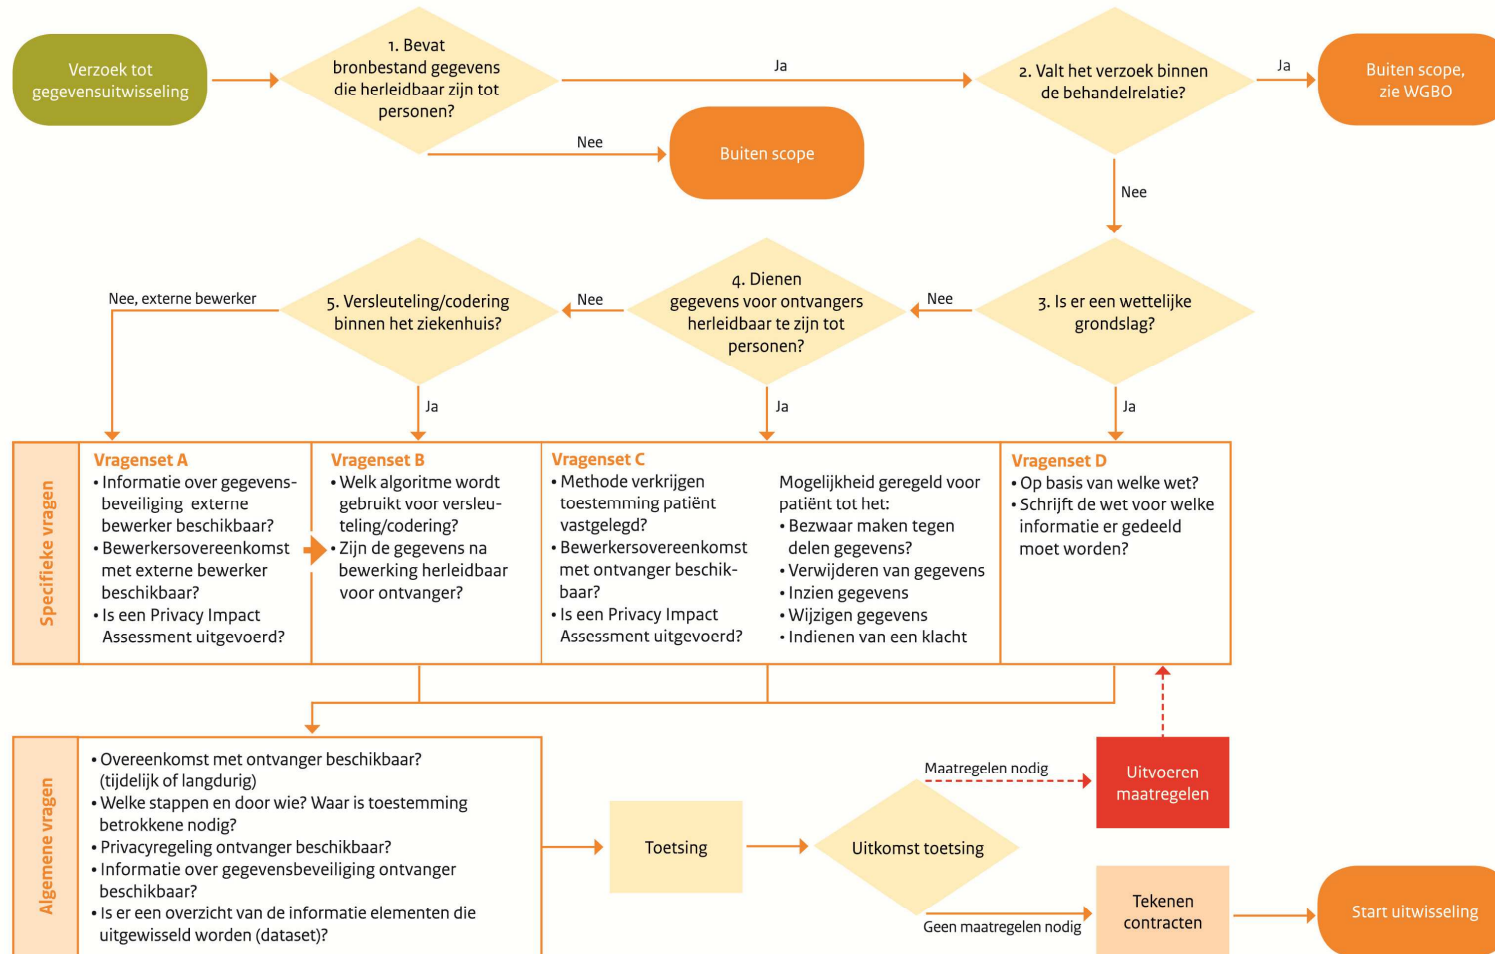 Verzoek tot
gegevensuitwisseling
1. Bevat
bronbestand gegevens
die herleidbaar zijn tot
personen?
Ja
2. Valt het verzoek binnen
de behandelrelatie?
Ja
Buiten scope,
zie WGBO
Nee
Buiten scope
Nee
3. Is er een wettelijke
grondslag?
Nee
4. Dienen
gegevens voor ontvangers
herleidbaar te zijn tot
personen?
Nee
5. Versleuteling/codering
binnen het ziekenhuis?
Nee, externe bewerker
Ja
Ja
Ja
Specifieke vragen
Vragenset A
• Informatie over gegevens-
beveiliging externe
bewerker beschikbaar?
• Bewerkersovereenkomst
met externe bewerker
beschikbaar?
• Is een Privacy Impact
Assessment uitgevoerd?
Vragenset B
• Welk algoritme wordt
gebruikt voor versleu-
teling/codering?
• Zijn de gegevens na
bewerking herleidbaar
voor ontvanger?
Vragenset C
• Methode verkrijgen
toestemming patiënt
vastgelegd?
• Bewerkersovereenkomst
met ontvanger beschik-
baar?
• Is een Privacy Impact
Assessment uitgevoerd?
Mogelijkheid geregeld voor
patiënt tot het:
• Bezwaar maken tegen
delen gegevens?
• Verwijderen van gegevens
• Inzien gegevens
• Wijzigen gegevens
• Indienen van een klacht
Vragenset D
• Op basis van welke wet?
• Schrijft de wet voor welke
informatie er gedeeld
moet worden?
Algemene vragen
• Overeenkomst met ontvanger beschikbaar?
(tijdelijk of langdurig)
• Welke stappen en door wie? Waar is toestemming
betrokkene nodig?
• Privacyregeling ontvanger beschikbaar?
• Informatie over gegevensbeveiliging ontvanger
beschikbaar?
• Is er een overzicht van de informatie elementen die
uitgewisseld worden (dataset)?
Toetsing
Uitkomst toetsing
Maatregelen nodig
Uitvoeren
maatregelen
Geen maatregelen nodig
Tekenen
contracten
Start uitwisseling